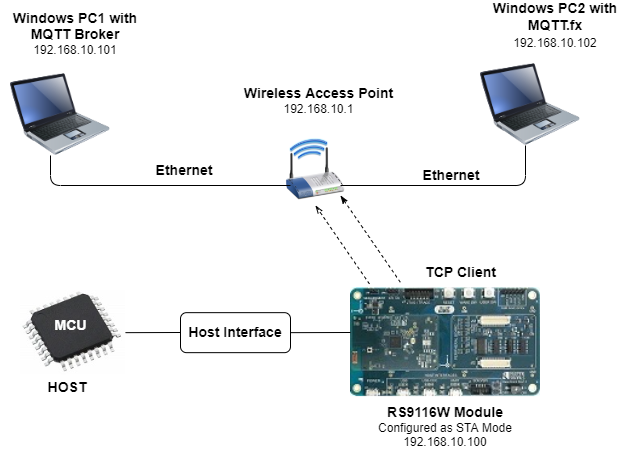 Windows PC1 with
MQTT Broker
192.168.10.101
Windows PC2 with
MQTT.fx
192.168.10.102
Wireless Access Point
192.168.10.1
Ethernet
Ethernet
TCP Client
MCU
Host Interface
HOST
RS9116W Module
Configured as STA Mode
192.168.10.100